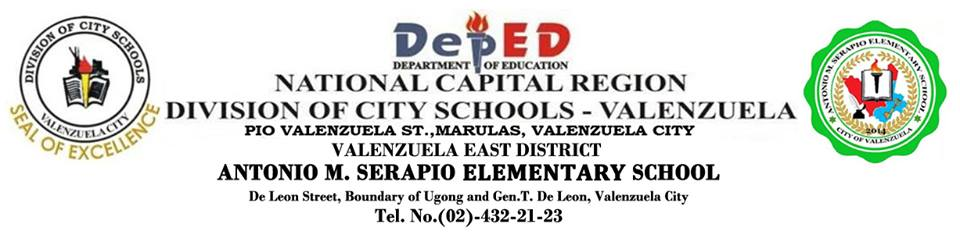 DIVISION OF CITY SCHOOLS
VALENZUELA CITY
SEAL OF EXCELLENCE
DepED
DEPARTMENT OF EDUCATION
NATIONAL CAPITAL REGION
DIVISION OF CITY SCHOOLS - VALENZUELA
PIO VALENZUELA ST.,MARULAS, VALENZUELA CITY
VALENZUELA EAST DISTRICT
ANTONIO M. SERAPIO ELEMENTARY SCHOOL
De Leon Street, Boundary of Ugong and Gen.T. De Leon, Valenzuela City
Tel. No.(02)-432-21-23
ANTONIO M. SERAPIO ELEMENTARY SCHOOL
2014
CITY OF VALENZUELA